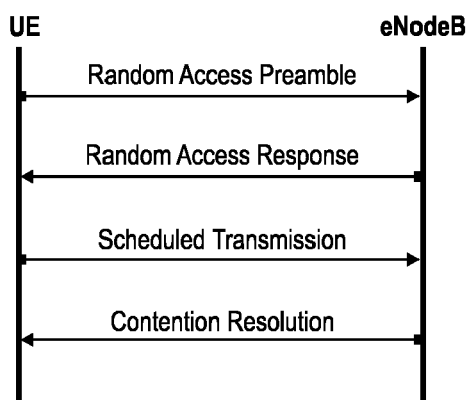 UE
eNodeB
Random Access Preamble
Random Access Response
Scheduled Transmission
Contention Resolution